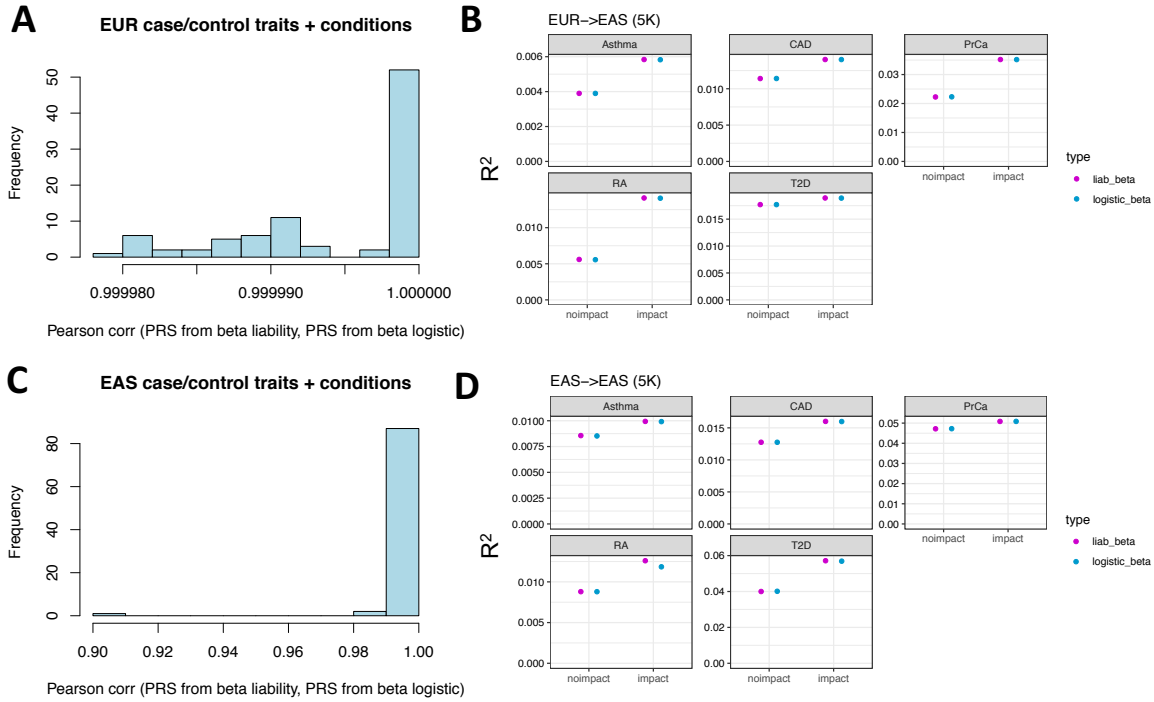 A
EUR case/control traits + conditions
Frequency
0
10
20
30
40
50
0.999980
0.999990
1.000000
Pearson corr (PRS from beta liability, PRS from beta logistic)
B
EUR−>EAS (5K)
R2
Asthma
0.006
0.004
0.002
0.000
CAD
0.010
0.005
0.000
PrCa
0.03
0.02
0.01
0.00
noimpact
impact
RA
0.010
0.005
0.000
noimpact
impact
T2D
0.015
0.010
0.005
0.000
noimpact
impact
type
liab_beta
logistic_beta
C
EAS case/control traits + conditions
Frequency
0
20
40
60
80
0.90
0.92
0.94
0.96
0.98
1.00
Pearson corr (PRS from beta liability, PRS from beta logistic)
D
EAS−>EAS (5K)
R2
Asthma
0.0100
0.0075
0.0050
0.0025
0.0000
CAD
0.015
0.010
0.005
0.000
PrCa
0.05
0.04
0.03
0.02
0.01
0.00
noimpact
impact
RA
0.010
0.005
0.000
noimpact
impact
T2D
0.06
0.04
0.02
0.00
noimpact
impact
type
liab_beta
logistic_beta